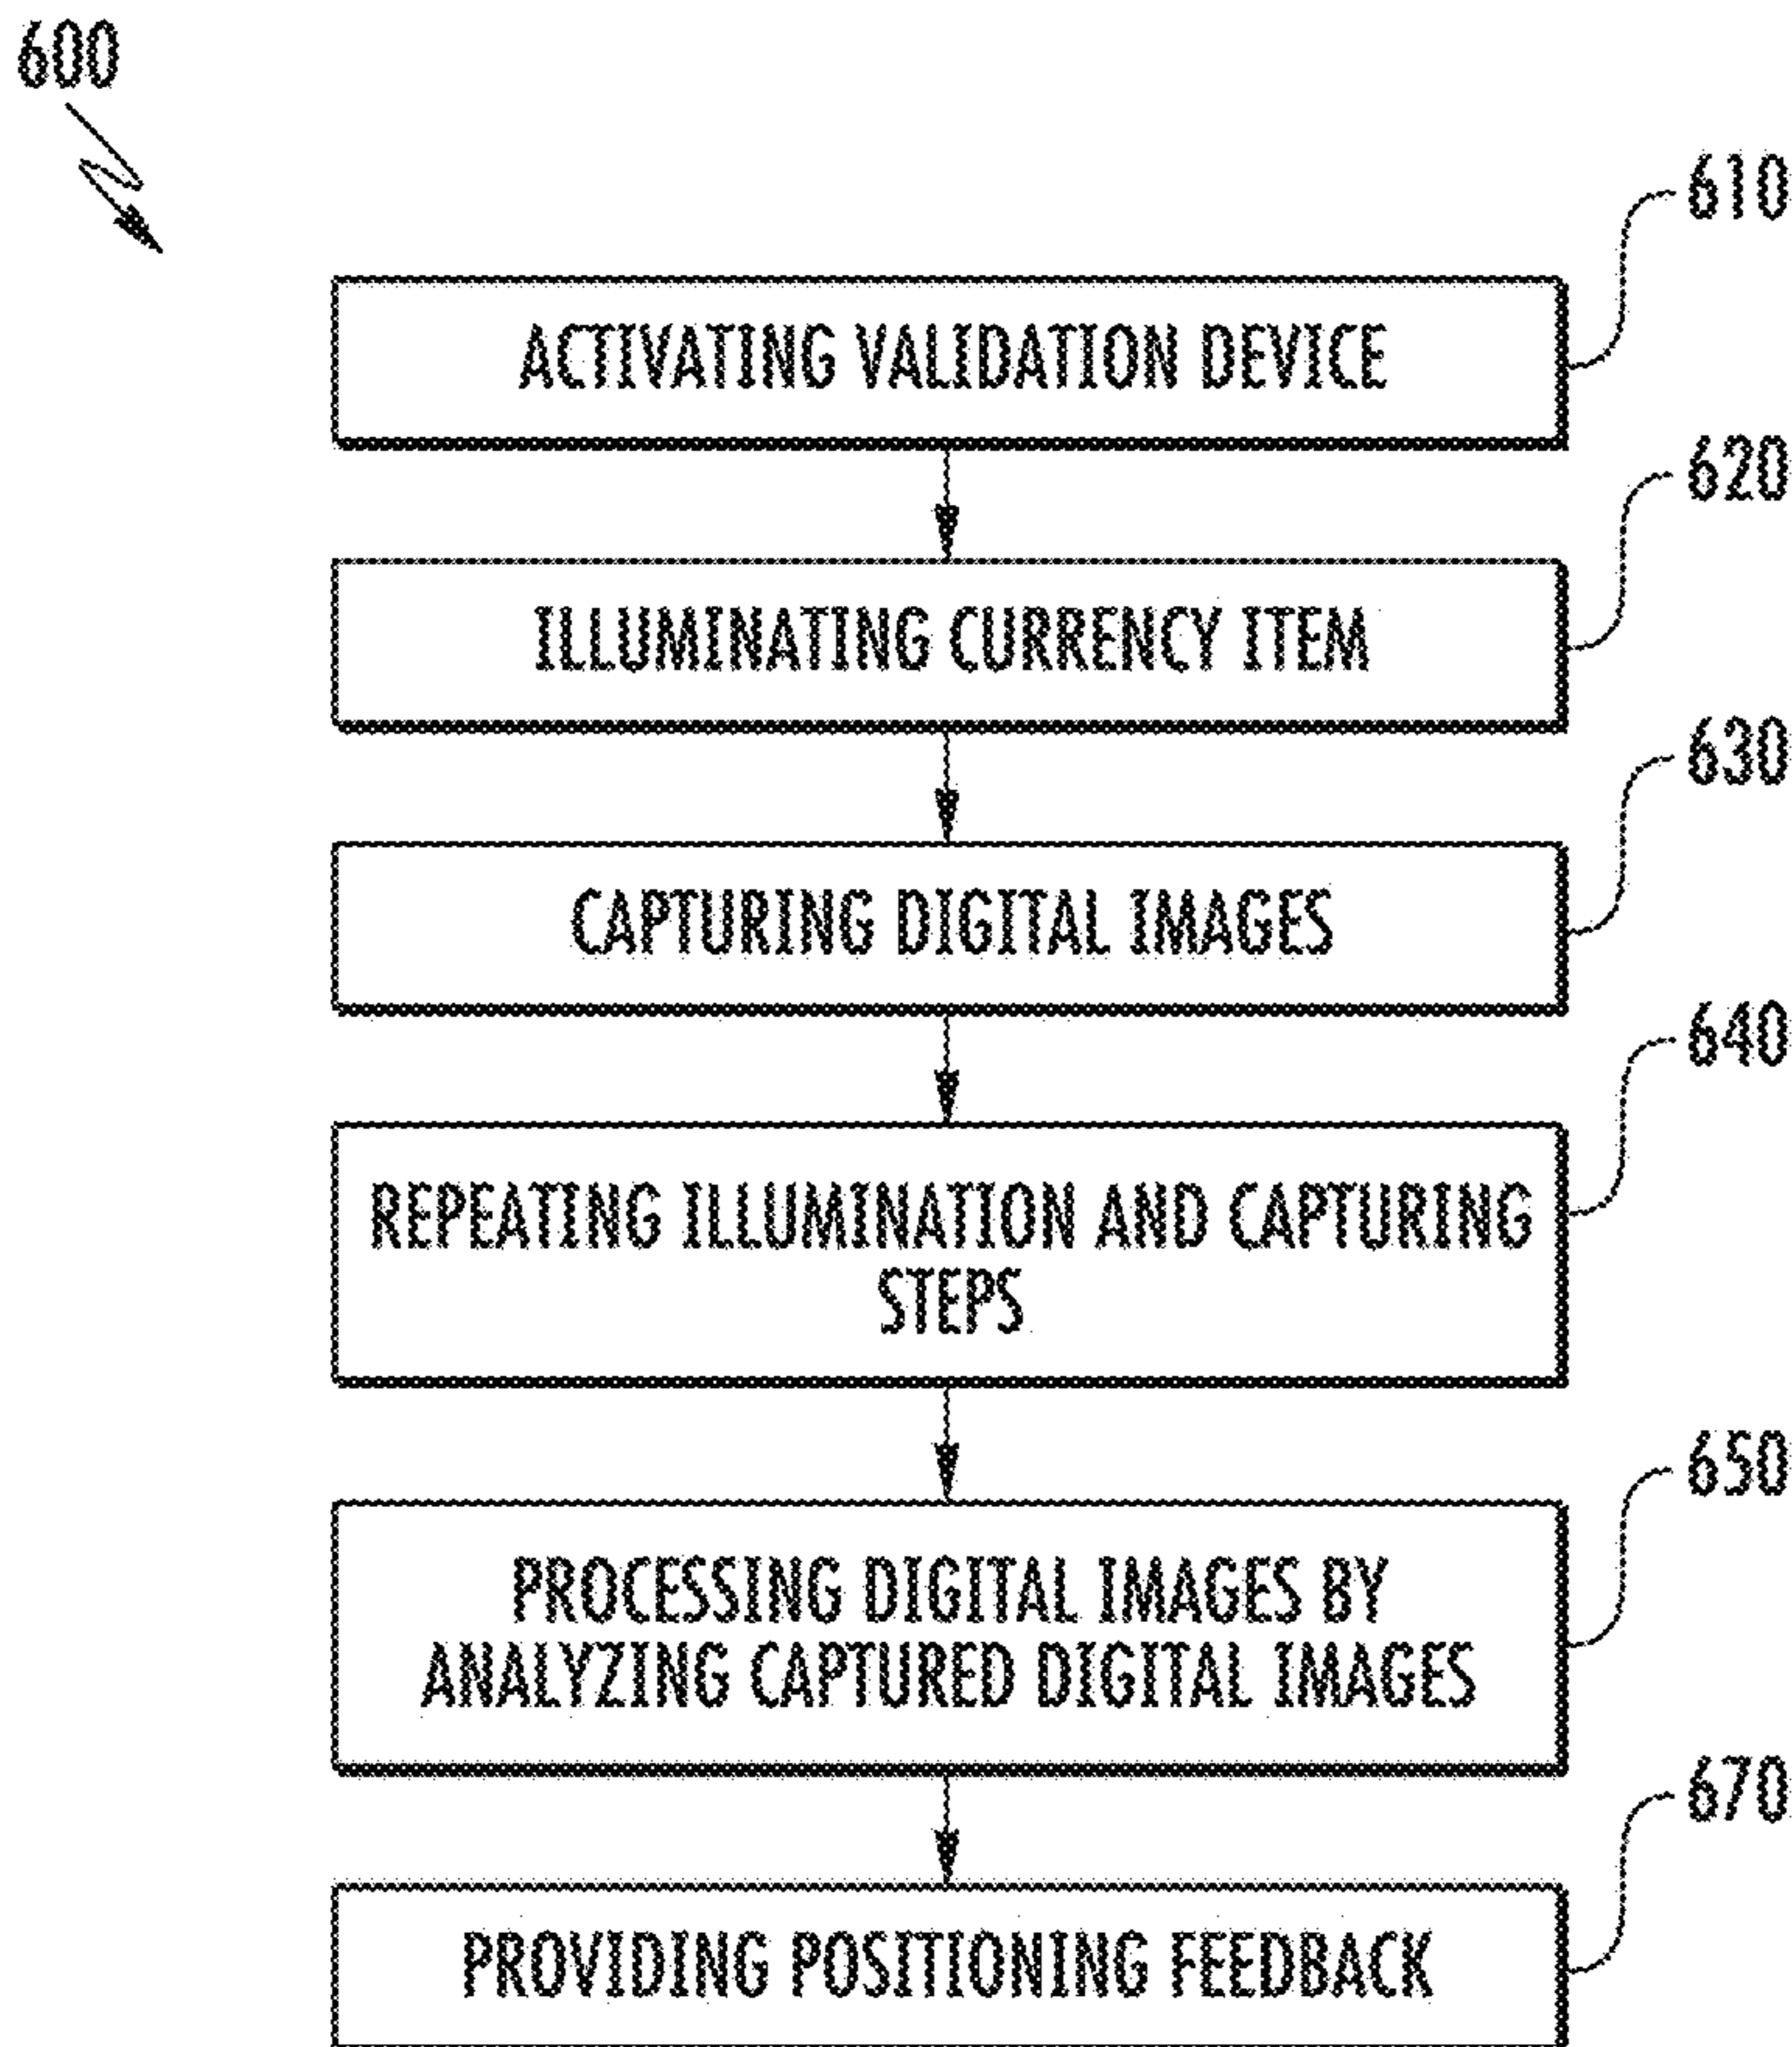 600
610
ACTIVATING VALIDATION DEVICE
620
ILLUMINATING CURRENCY ITEM
630
CAPTURING DIGITAL IMAGES
640
REPEATING ILLUMINATION AND CAPTURING
STEPS
650
PROCESSING DIGITAL IMAGES BY
ANALYZING CAPTURED DIGITAL IMAGES
670
PROVIDING POSITIONING FEEDBACK